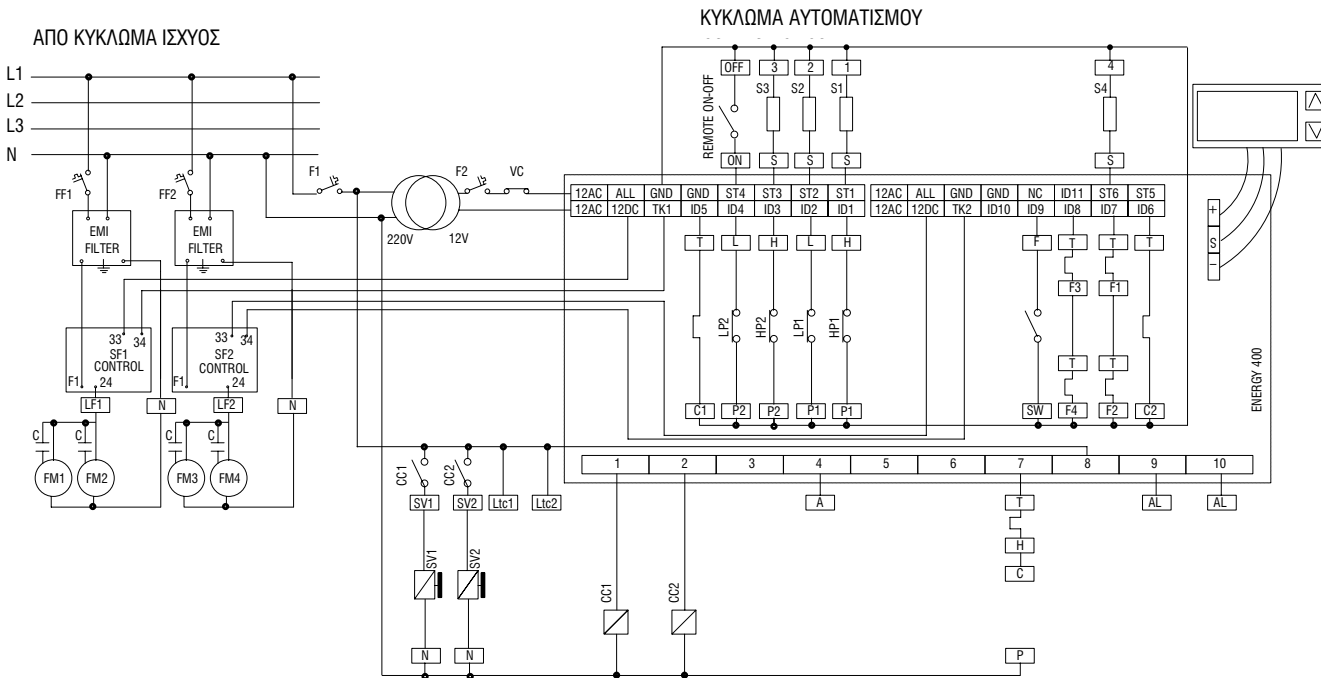 ΚΥΚΛΩΜΑ ΑΥΤΟΜΑΤΙΣΜΟΥ
ΑΠΟ ΚΥΚΛΩΜΑ ΙΣΧΥΟΣ
L1
L2
L3
N
OFF 3 2 1 4
S3 S2 S1 S4
REMOTE ON-OFF
ON S S S S
FF1 FF2 F1 F2 VC
EMI FILTER
EMI FILTER
220V 12V
12AC ALL GND GND ST4 ST3 ST2 ST1
12AC 12DC TK1 ID5 ID4 ID3 ID2 ID1
12AC ALL GND GND NC ID11 ST6 ST5
12AC 12DC TK2 ID10 ID9 ID8 ID7 ID6
+
S
−
T L H L H F T T T
F3 F1
LP2 HP2 LP1 HP1
T T
C1 P2 P2 P1 P1 SW F4 F2 C2
ENERGY 400
33 34
SF1
CONTROL
F1 24
33 34
SF2
CONTROL
F1 24
LF1 N LF2 N
C C C C
FM1 FM2 FM3 FM4
1 2 3 4 5 6 7 8 9 10
CC1 CC2
SV1 SV2 Ltc1 Ltc2
A T AL AL
H
C
SV1 SV2
CC1 CC2
N N P